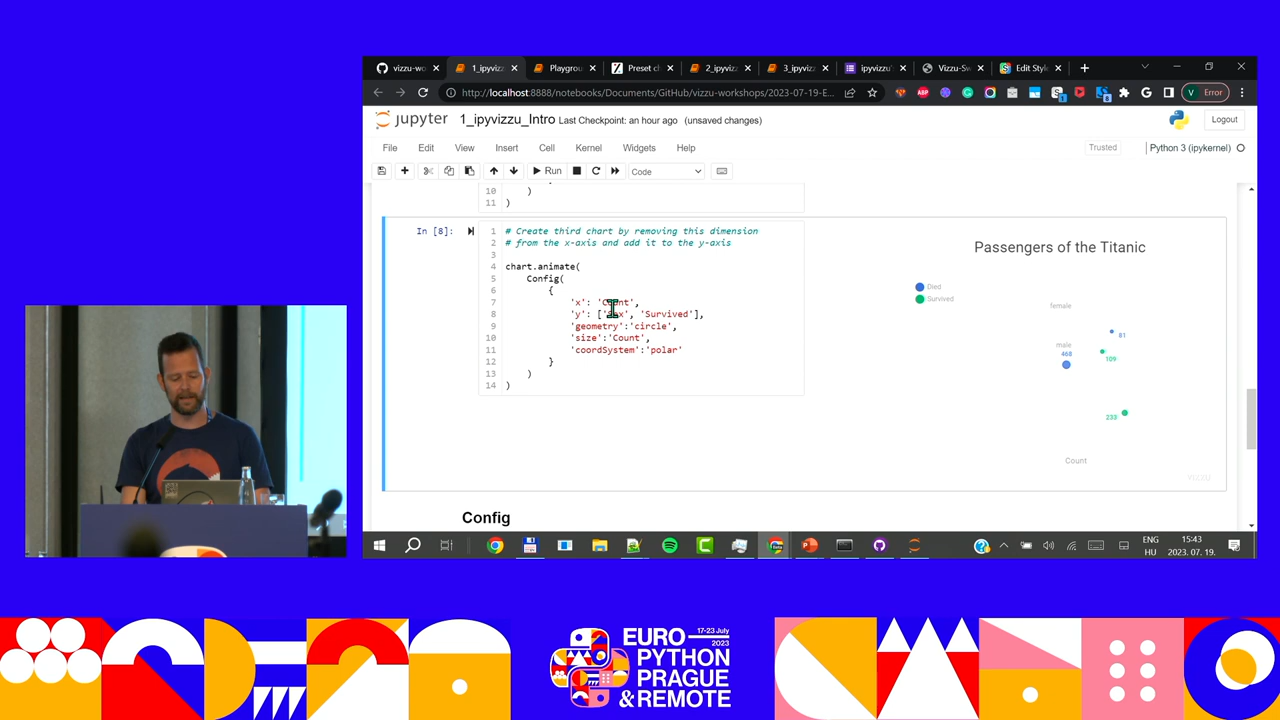 vizzu-wo
1_ipyvizz
Playgrou
Preset ch
2_ipyvizz
3_ipyvizz
ipyvizzu'
Vizzu-Sw
Edit Style
http://localhost:8888/notebooks/Documents/GitHub/vizzu-workshops/2023-07-19-E...
Error
jupyter
1_ipyvizzu_Intro
Last Checkpoint: an hour ago
(unsaved changes)
Logout
File
Edit
View
Insert
Cell
Kernel
Widgets
Help
Trusted
Python 3 (ipykernel)
Run
Code
10 )
11 )
In [8]:
1 # Create third chart by removing this dimension
2 # from the x-axis and add it to the y-axis
3
4 chart.animate(
5 Config(
6 {
7 'x': 'Count',
8 'y': ['Sex', 'Survived'],
9 'geometry':'circle',
10 'size':'Count',
11 'coordSystem':'polar'
12 }
13 )
14 )
Passengers of the Titanic
Died
Survived
female
81
male
468
109
233
Count
vizzu
Config
ENG
HU
15:43
2023. 07. 19.
EURO
17-23 July
2023
PYTHON
PRAGUE
& REMOTE